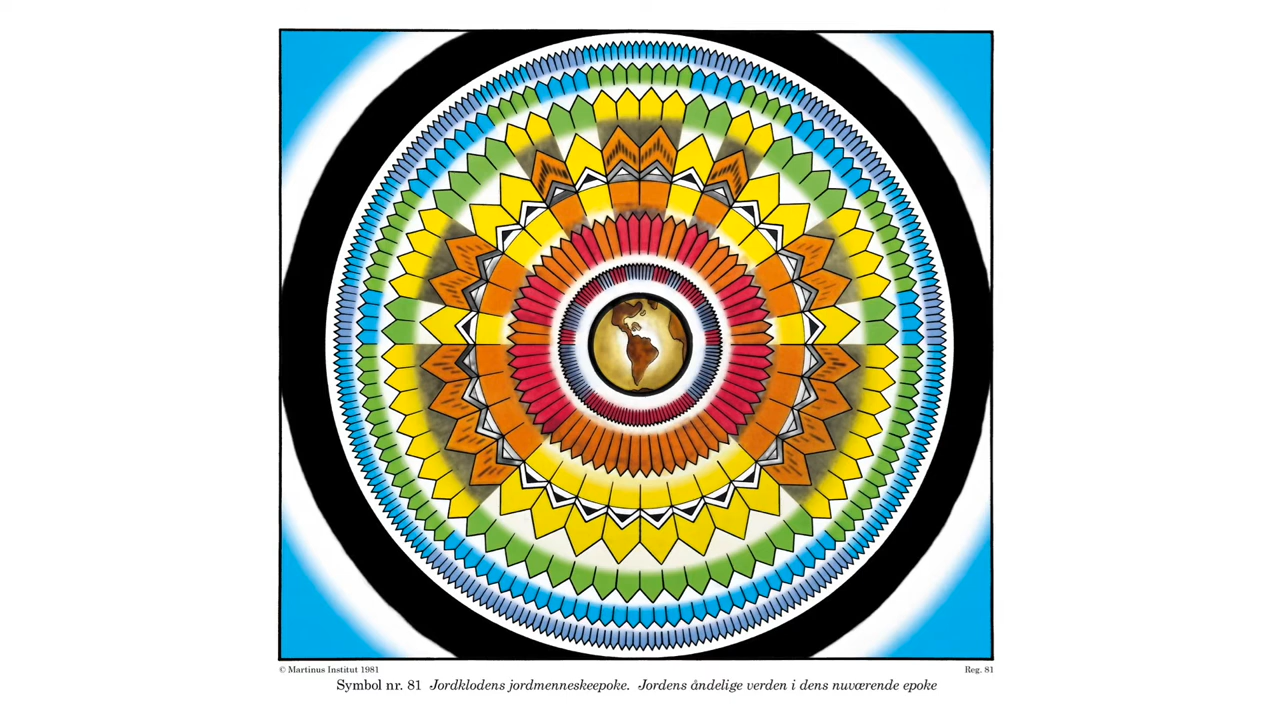 © Martinus Institut 1981
Reg. 81
Symbol nr. 81 Jordklodens jordmenneskeepoke. Jordens åndelige verden i dens nuværende epoke